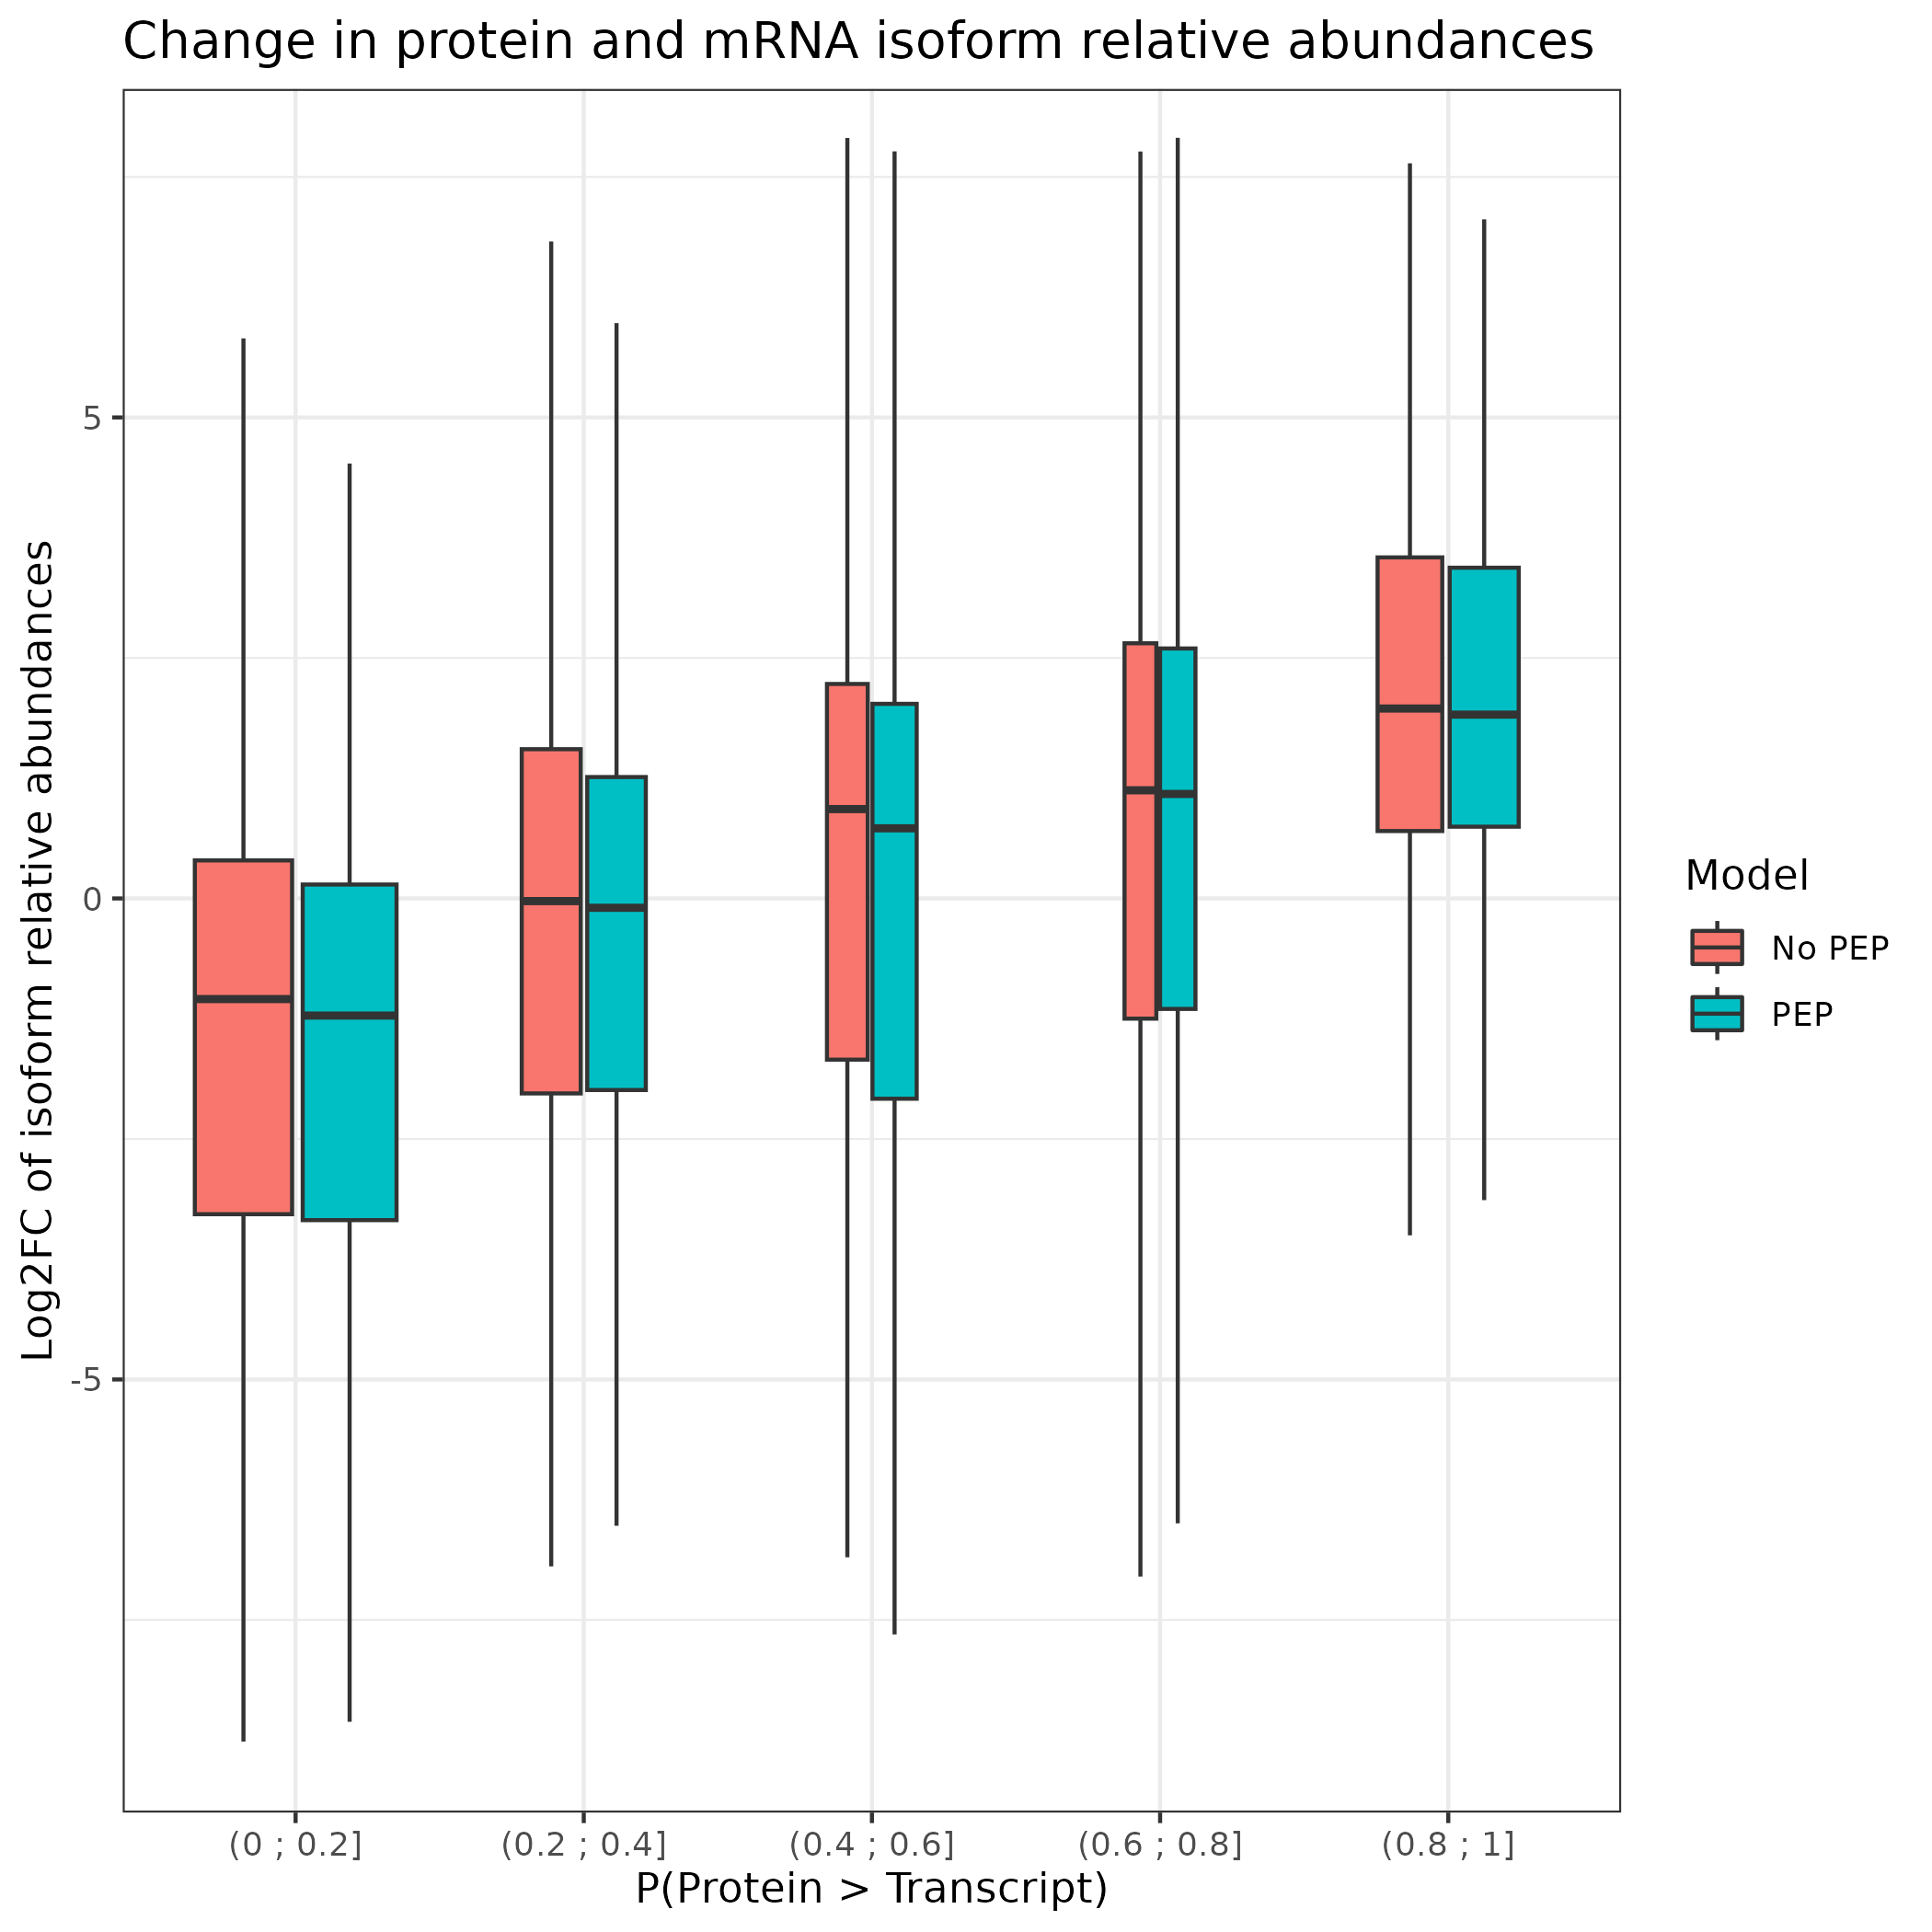 Change in protein and mRNA isoform relative abundances
Log2FC of isoform relative abundances
5
0
-5
(0 ; 0.2]
(0.2 ; 0.4]
(0.4 ; 0.6]
(0.6 ; 0.8]
(0.8 ; 1]
P(Protein > Transcript)
Model
No PEP
PEP